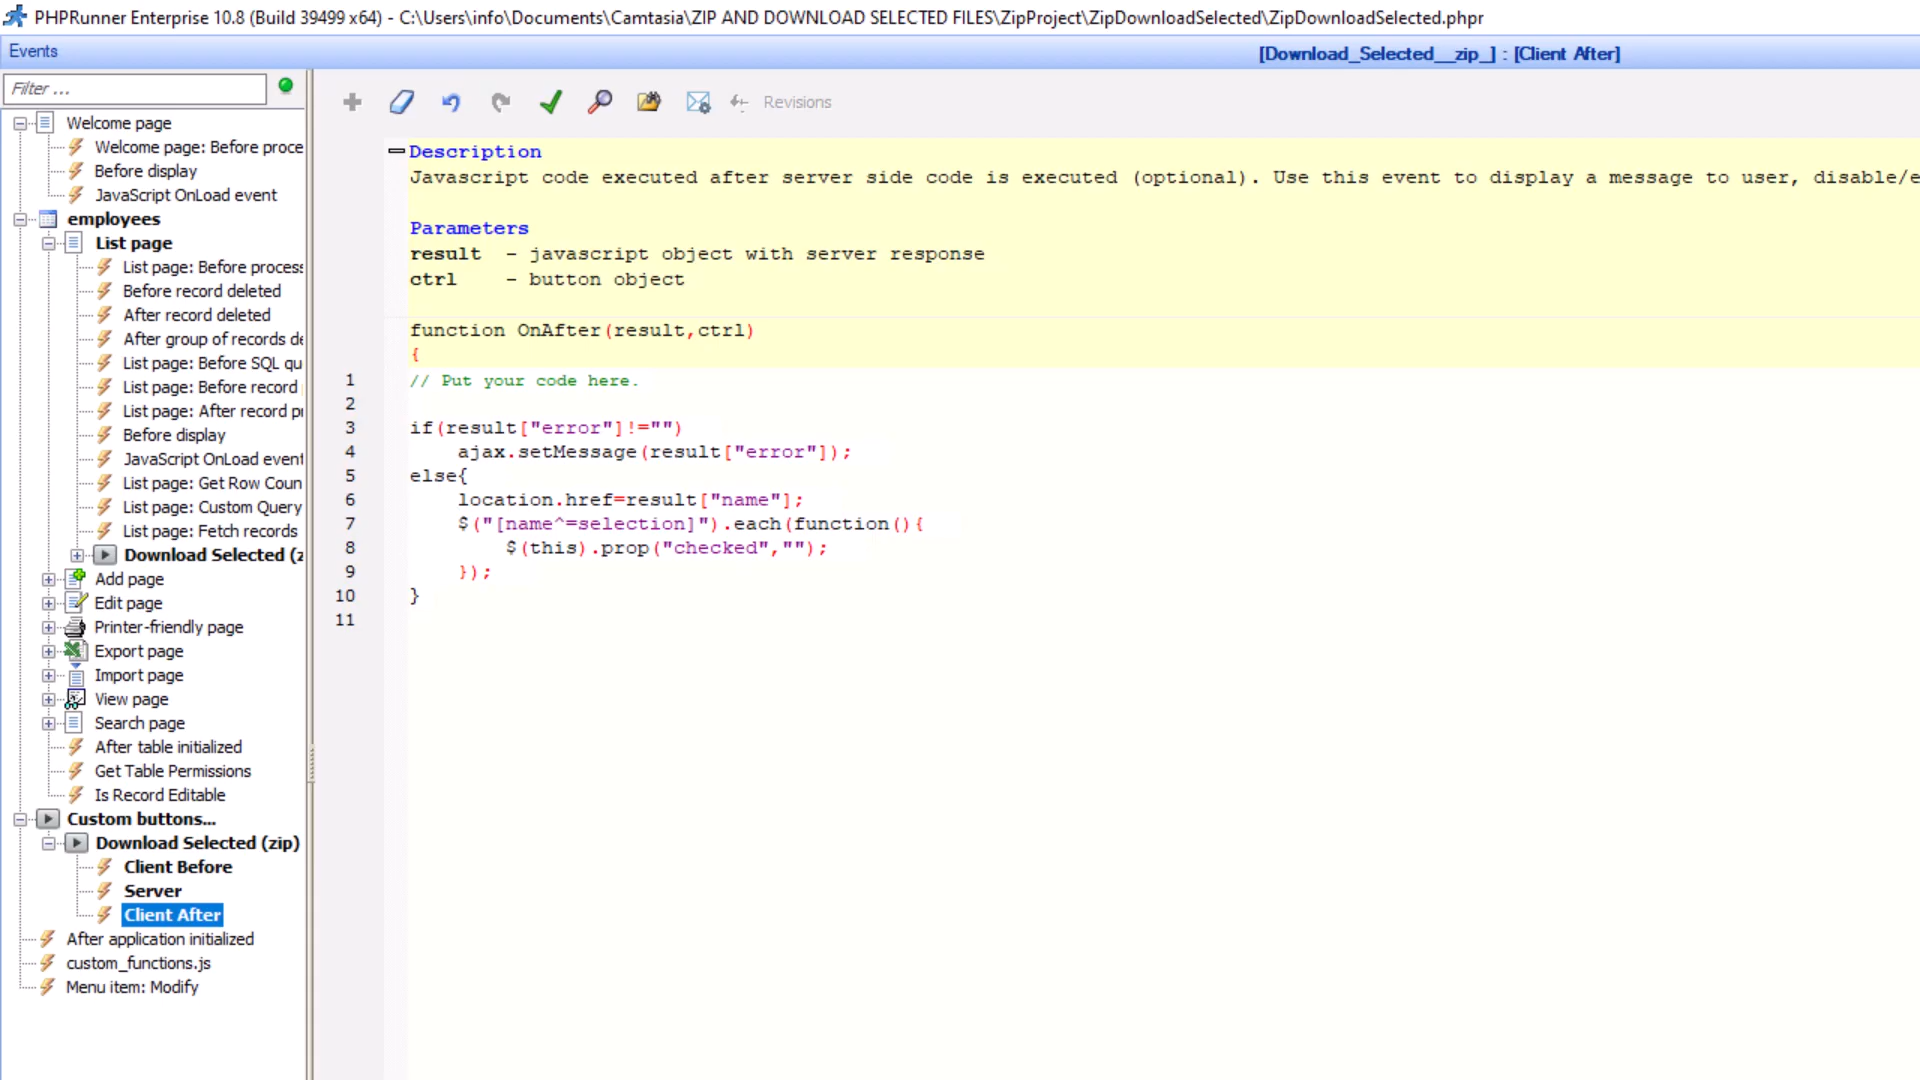 PHPRunner Enterprise 10.8 (Build 39499 x64) - C:\Users\info\Documents\Camtasia\ZIP AND DOWNLOAD SELECTED FILES\ZipProject\ZipDownloadSelected\ZipDownloadSelected.phpr
Events
[Download_Selected__zip_] : [Client After]
Filter ...
Revisions
Welcome page
Welcome page: Before proce
Before display
JavaScript OnLoad event
employees
List page
List page: Before process
Before record deleted
After record deleted
After group of records de
List page: Before SQL qu
List page: Before record
List page: After record pr
Before display
JavaScript OnLoad event
List page: Get Row Coun
List page: Custom Query
List page: Fetch records
Download Selected (z
Add page
Edit page
Printer-friendly page
Export page
Import page
View page
Search page
After table initialized
Get Table Permissions
Is Record Editable
Custom buttons...
Download Selected (zip)
Client Before
Server
Client After
After application initialized
custom_functions.js
Menu item: Modify
Description
Javascript code executed after server side code is executed (optional). Use this event to display a message to user, disable/e
Parameters
result - javascript object with server response
ctrl - button object
function OnAfter(result,ctrl)
{
1 // Put your code here.
2
3 if(result["error"]!="")
4 ajax.setMessage(result["error"]);
5 else{
6 location.href=result["name"];
7 $("[name^=selection]").each(function(){
8 $(this).prop("checked","");
9 });
10 }
11